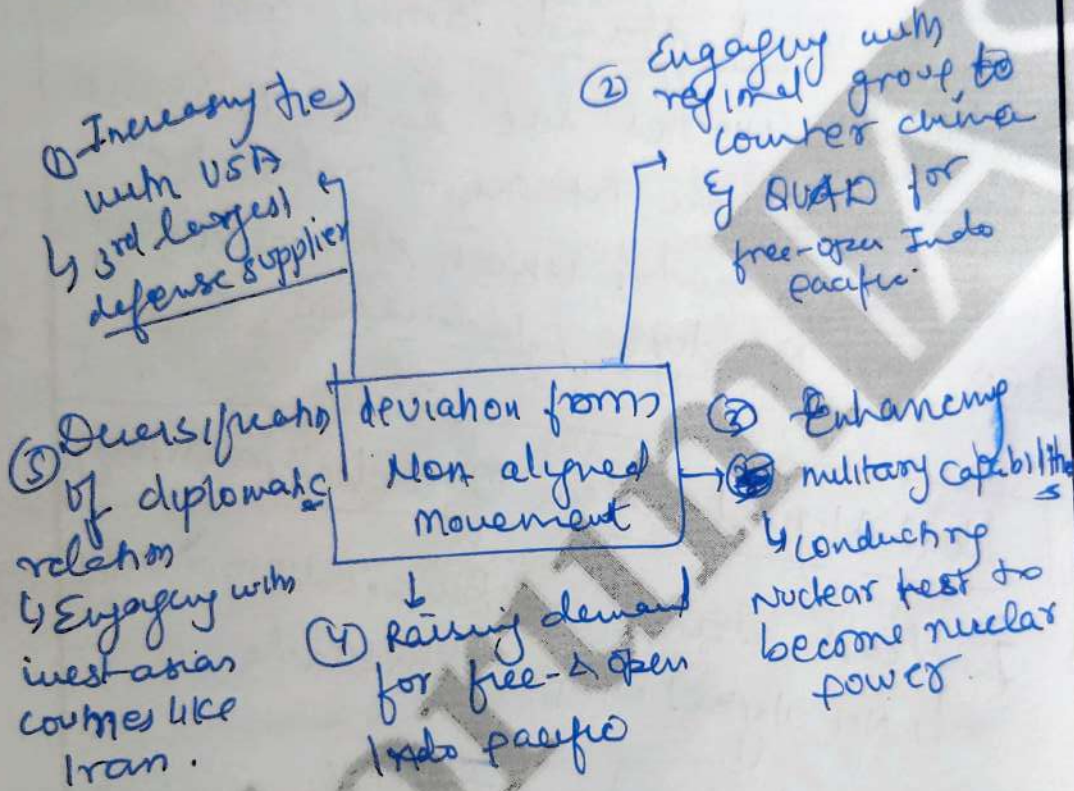 ① Increasing ties
with USA
↳ 3rd largest
defense supplier
② Engaging with
regional group to
counter china
eg QUAD for
free-open Indo
pacific.
deviation from
Non aligned
Movement
③ Enhancing
military capabilities
↳ conducting
Nuclear test to
become nuclear
power
④ Raising demand
for free-& open
Indo pacific
⑤ Diversification
of diplomatic
relation
↳ Engaging with
west-asian
countries like
Iran.